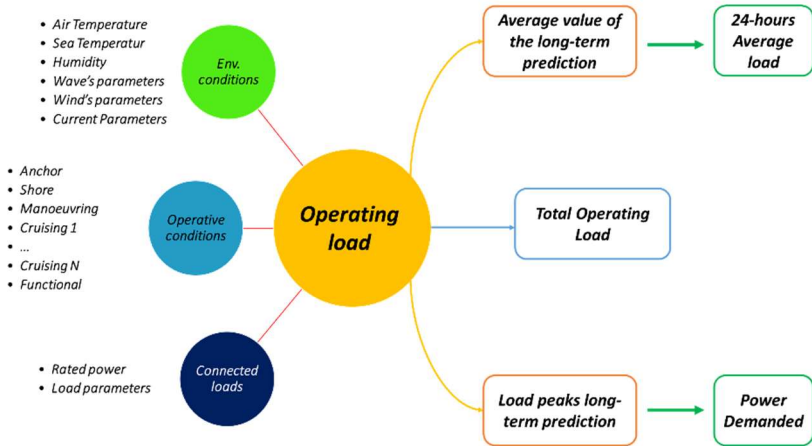 • Air Temperature
• Sea Temperatur
• Humidity
• Wave's parameters
• Wind's parameters
• Current Parameters
Env.
conditions
• Anchor
• Shore
• Manoeuvring
• Cruising 1
• ...
• Cruising N
• Functional
Operative
conditions
• Rated power
• Load parameters
Connected
loads
Operating
load
Average value of
the long-term
prediction
24-hours
Average
load
Total Operating
Load
Load peaks long-
term prediction
Power
Demanded